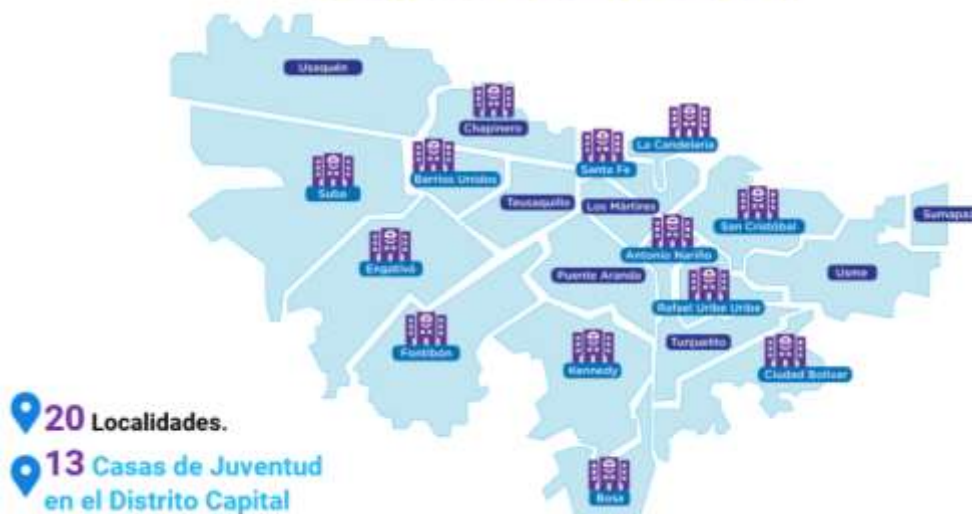 Usaquén
Chapinero
La Candelaria
Barrios Unidos
Santa Fe
Suba
Teusaquillo
Los Mártires
San Cristóbal
Sumapaz
Antonio Nariño
Engativá
Puente Aranda
Usme
Rafael Uribe Uribe
Tunjuelito
Fontibón
Kennedy
Ciudad Bolívar
20 Localidades.
13 Casas de Juventud
en el Distrito Capital
Bosa